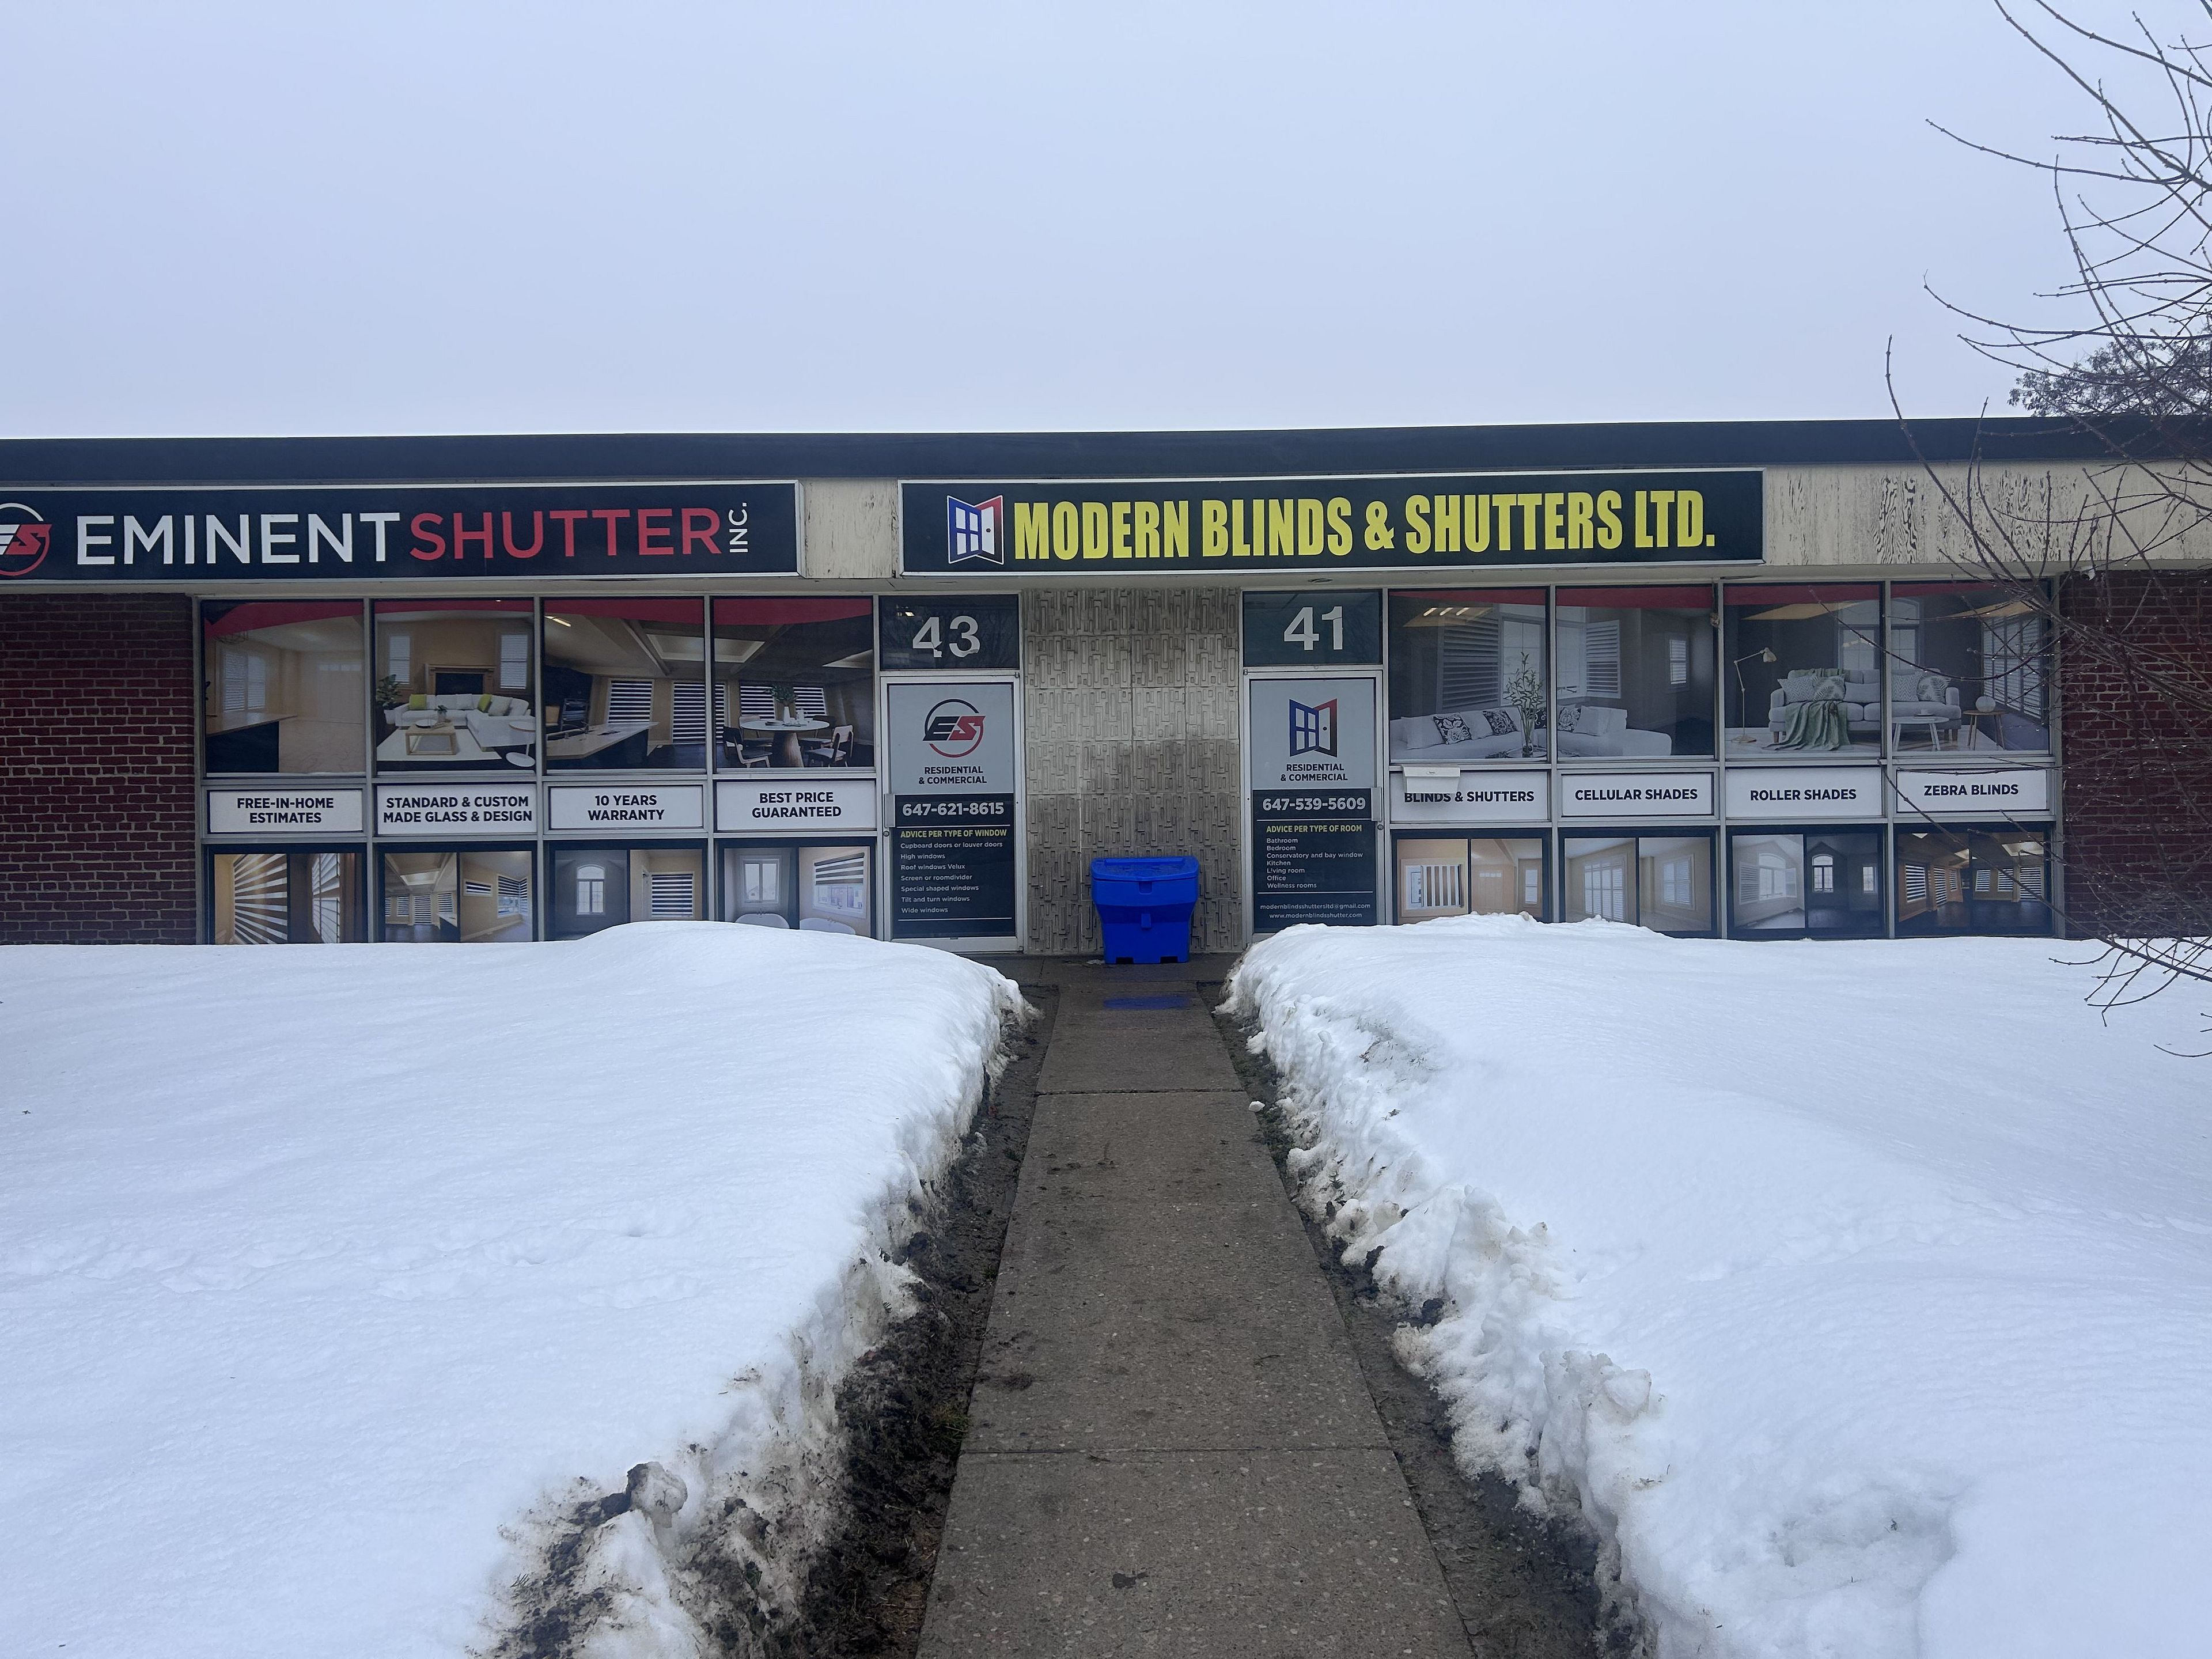 ES EMINENT SHUTTER INC.
MODERN BLINDS & SHUTTERS LTD.
43
ES
RESIDENTIAL
& COMMERCIAL
647-621-8615
ADVICE PER TYPE OF WINDOW
Cupboard doors or louver doors
High windows
Roof windows Velux
Screen or roomdivider
Special shaped windows
Tilt and turn windows
Wide windows
41
RESIDENTIAL
& COMMERCIAL
647-539-5609
ADVICE PER TYPE OF ROOM
Bathroom
Bedroom
Conservatory and bay window
Kitchen
Living room
Office
Wellness rooms
modernblindsshuttersltd@gmail.com
www.modernblindsshutter.com
FREE-IN-HOME
ESTIMATES
STANDARD & CUSTOM
MADE GLASS & DESIGN
10 YEARS
WARRANTY
BEST PRICE
GUARANTEED
BLINDS & SHUTTERS
CELLULAR SHADES
ROLLER SHADES
ZEBRA BLINDS